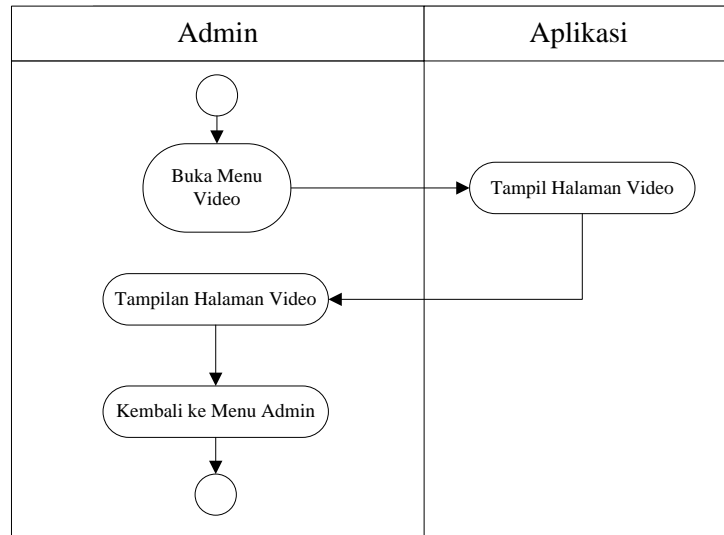 Admin
Aplikasi
Buka Menu
Video
Tampil Halaman Video
Tampilan Halaman Video
Kembali ke Menu Admin